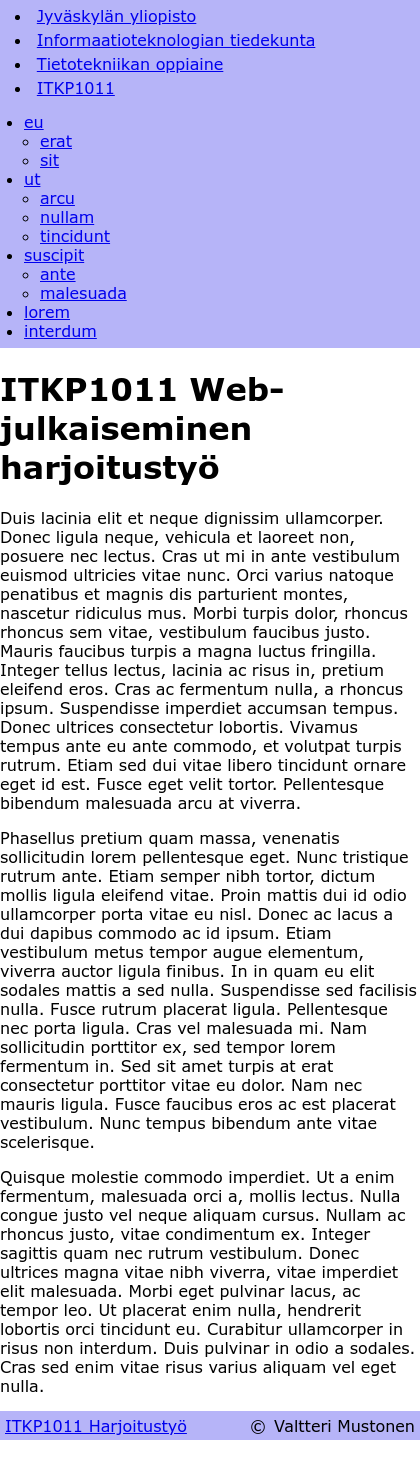 Jyväskylän yliopisto
Informaatioteknologian tiedekunta
Tietotekniikan oppiaine
ITKP1011
eu
erat
sit
ut
arcu
nullam
tincidunt
suscipit
ante
malesuada
lorem
interdum
ITKP1011 Web-
julkaiseminen
harjoitustyö
Duis lacinia elit et neque dignissim ullamcorper.
Donec ligula neque, vehicula et laoreet non,
posuere nec lectus. Cras ut mi in ante vestibulum
euismod ultricies vitae nunc. Orci varius natoque
penatibus et magnis dis parturient montes,
nascetur ridiculus mus. Morbi turpis dolor, rhoncus
rhoncus sem vitae, vestibulum faucibus justo.
Mauris faucibus turpis a magna luctus fringilla.
Integer tellus lectus, lacinia ac risus in, pretium
eleifend eros. Cras ac fermentum nulla, a rhoncus
ipsum. Suspendisse imperdiet accumsan tempus.
Donec ultrices consectetur lobortis. Vivamus
tempus ante eu ante commodo, et volutpat turpis
rutrum. Etiam sed dui vitae libero tincidunt ornare
eget id est. Fusce eget velit tortor. Pellentesque
bibendum malesuada arcu at viverra.
Phasellus pretium quam massa, venenatis
sollicitudin lorem pellentesque eget. Nunc tristique
rutrum ante. Etiam semper nibh tortor, dictum
mollis ligula eleifend vitae. Proin mattis dui id odio
ullamcorper porta vitae eu nisl. Donec ac lacus a
dui dapibus commodo ac id ipsum. Etiam
vestibulum metus tempor augue elementum,
viverra auctor ligula finibus. In in quam eu elit
sodales mattis a sed nulla. Suspendisse sed facilisis
nulla. Fusce rutrum placerat ligula. Pellentesque
nec porta ligula. Cras vel malesuada mi. Nam
sollicitudin porttitor ex, sed tempor lorem
fermentum in. Sed sit amet turpis at erat
consectetur porttitor vitae eu dolor. Nam nec
mauris ligula. Fusce faucibus eros ac est placerat
vestibulum. Nunc tempus bibendum ante vitae
scelerisque.
Quisque molestie commodo imperdiet. Ut a enim
fermentum, malesuada orci a, mollis lectus. Nulla
congue justo vel neque aliquam cursus. Nullam ac
rhoncus justo, vitae condimentum ex. Integer
sagittis quam nec rutrum vestibulum. Donec
ultrices magna vitae nibh viverra, vitae imperdiet
elit malesuada. Morbi eget pulvinar lacus, ac
tempor leo. Ut placerat enim nulla, hendrerit
lobortis orci tincidunt eu. Curabitur ullamcorper in
risus non interdum. Duis pulvinar in odio a sodales.
Cras sed enim vitae risus varius aliquam vel eget
nulla.
ITKP1011 Harjoitustyö © Valtteri Mustonen